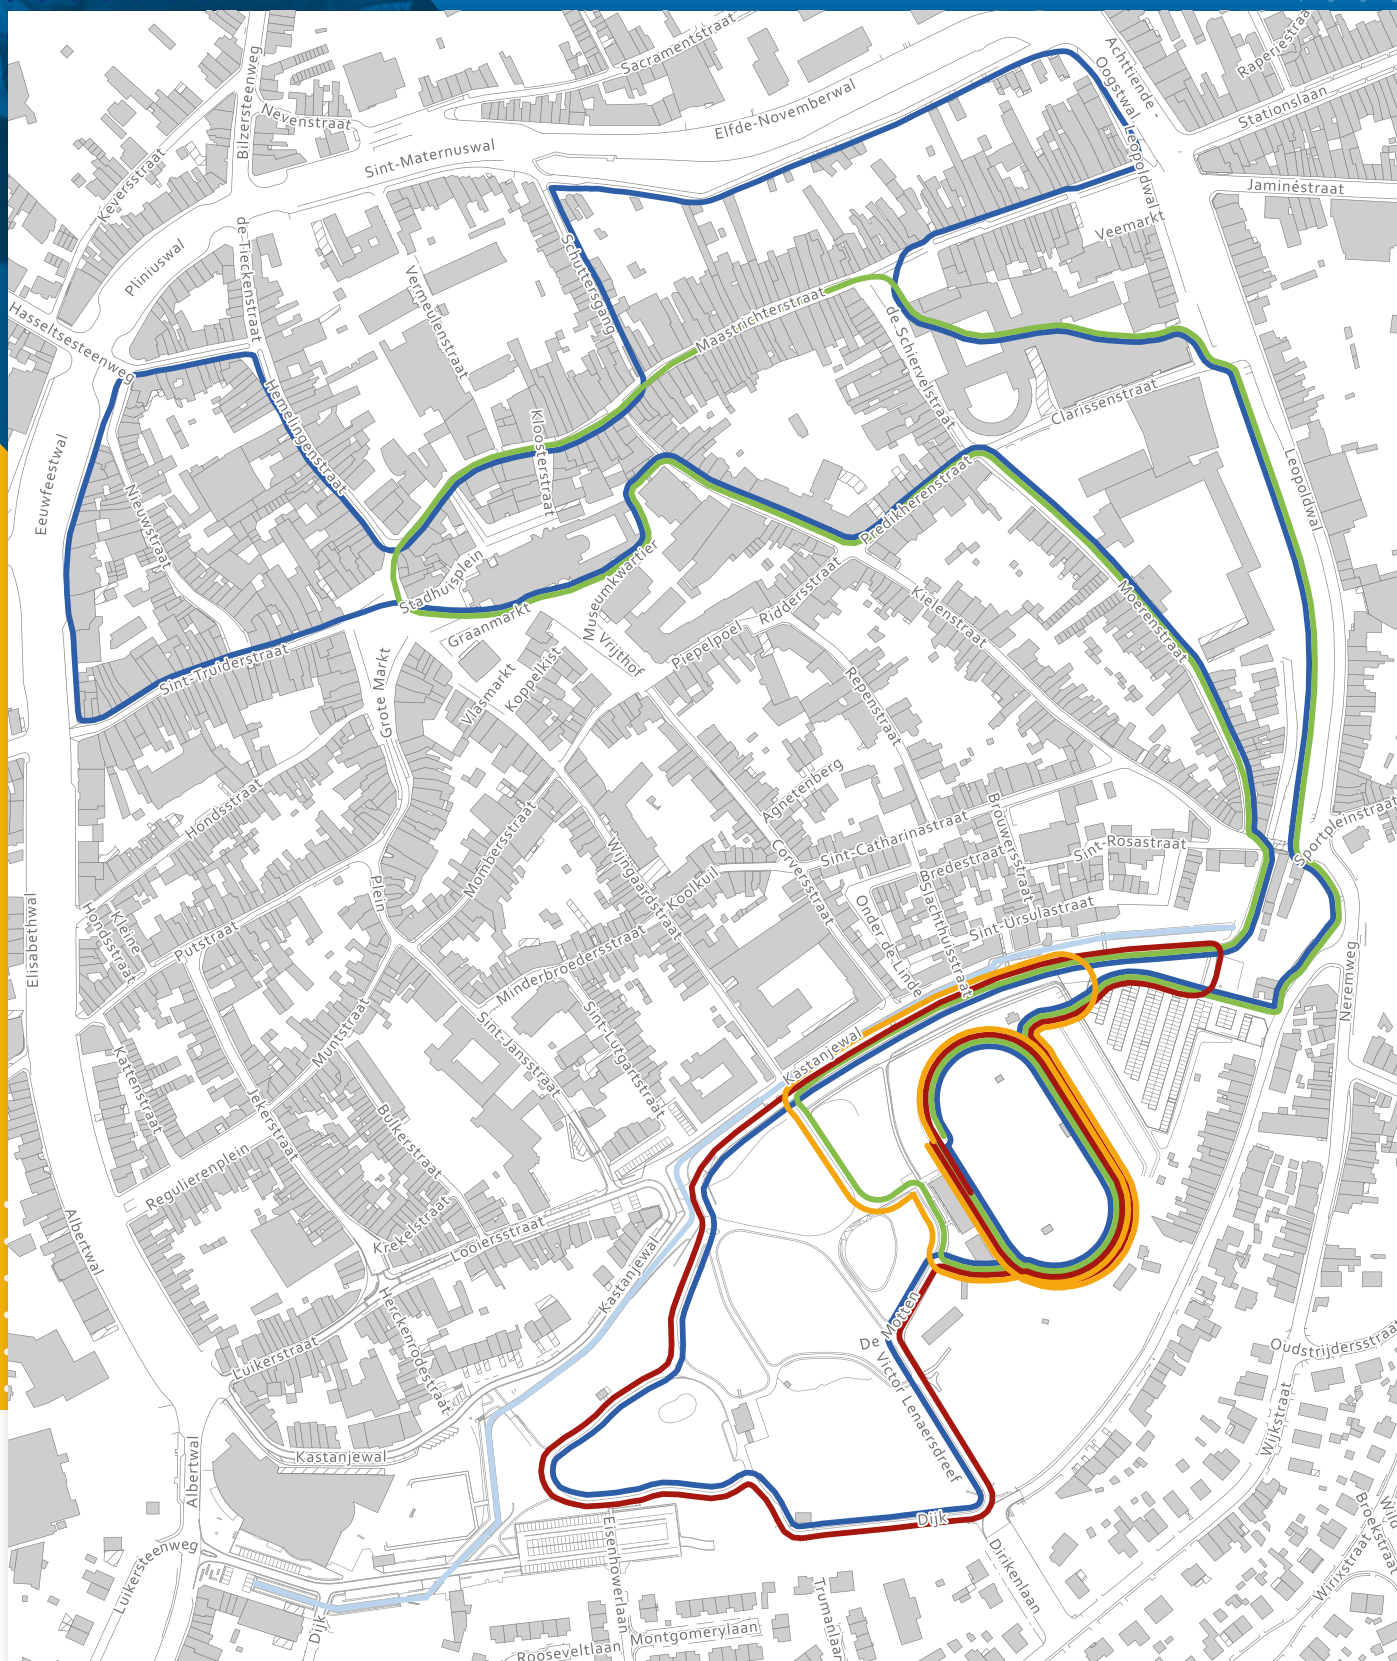 Sacramentstraat
Achttiende-
Oogstwal
Raperiestraat
Bilzersteenweg
Nevenstraat
Elfde-Novemberwal
Stationslaan
Sint-Maternuswal
Leopoldwal
Keversstraat
Jaminéstraat
Veemarkt
de Tieckenstraat
Pliniuswal
Schuttersgang
Vermeulenstraat
Maastrichterstraat
Hasseltsesteenweg
de Schiervelstraat
Hemelingenstraat
Clarissenstraat
Kloosterstraat
Eeuwfeestwal
Nieuwstraat
Predikherenstraat
Leopoldwal
Stadhuisplein
Museumkwartier
Graanmarkt
Riddersstraat
Kielenstraat
Moerenstraat
Vrijthof
Piepelpoel
Sint-Truiderstraat
Grote Markt
Vlasmarkt
Koppelkist
Repenstraat
Hondsstraat
Agnetenberg
Mombersstraat
Wijngaardstraat
Corversstraat
Sint-Catharinastraat
Brouwersstraat
Bredestraat
Sint-Rosastraat
Sportpleinstraat
Koolkuil
Plein
Slachthuisstraat
Onder-de-Linde
Sint-Ursulastraat
Elisabethwal
Kleine
Hondsstraat
Putstraat
Minderbroedersstraat
Neremweg
Sint-Jansstraat
Sint-Lutgartstraat
Muntstraat
Kastanjewal
Kattenstraat
Jekerstraat
Bulkerstraat
Regulierenplein
Krekelstraat
Looiersstraat
Kastanjewal
Albertwal
Herckenrodestraat
De Motten
Luikerstraat
Victor Lenaersdreef
Oudstrijdersstraat
Wijkstraat
Kastanjewal
Albertwal
Dijk
Eisenhowerlaan
Dirikenlaan
Broekstraat
Wild
Wirixstraat
Luikersteenweg
Dijk
Trumanlaan
Montgomerylaan
Rooseveltlaan